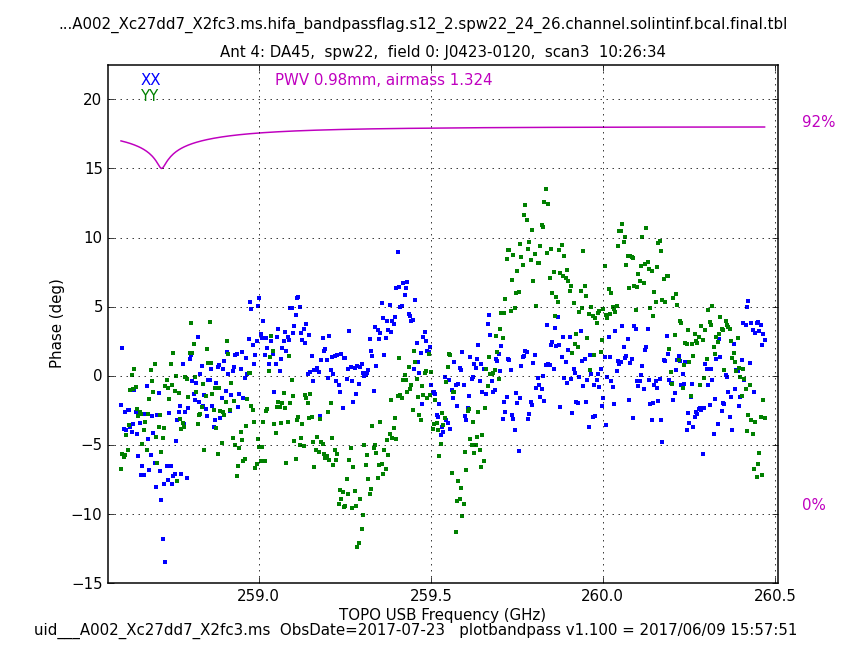 ...A002_Xc27dd7_X2fc3.ms.hifa_bandpassflag.s12_2.spw22_24_26.channel.solintinf.bcal.final.tbl
Ant 4: DA45,  spw22,  field 0: J0423-0120,  scan3  10:26:34
XX
YY
PWV 0.98mm, airmass 1.324
92%
0%
20
15
10
5
0
−5
−10
−15
Phase (deg)
259.0 259.5 260.0 260.5
TOPO USB Frequency (GHz)
uid___A002_Xc27dd7_X2fc3.ms  ObsDate=2017-07-23   plotbandpass v1.100 = 2017/06/09 15:57:51